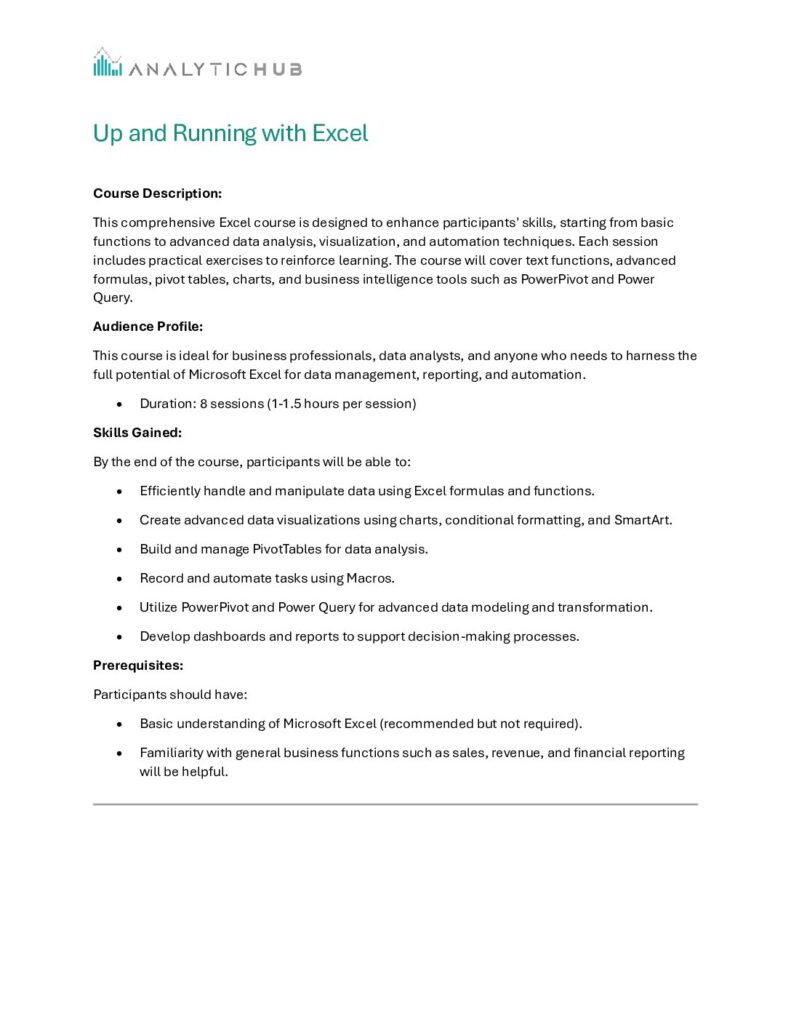 ANALYTICHUB
Up and Running with Excel
Course Description:
This comprehensive Excel course is designed to enhance participants' skills, starting from basic
functions to advanced data analysis, visualization, and automation techniques. Each session
includes practical exercises to reinforce learning. The course will cover text functions, advanced
formulas, pivot tables, charts, and business intelligence tools such as PowerPivot and Power
Query.
Audience Profile:
This course is ideal for business professionals, data analysts, and anyone who needs to harness the
full potential of Microsoft Excel for data management, reporting, and automation.
• Duration: 8 sessions (1-1.5 hours per session)
Skills Gained:
By the end of the course, participants will be able to:
• Efficiently handle and manipulate data using Excel formulas and functions.
• Create advanced data visualizations using charts, conditional formatting, and SmartArt.
• Build and manage PivotTables for data analysis.
• Record and automate tasks using Macros.
• Utilize PowerPivot and Power Query for advanced data modeling and transformation.
• Develop dashboards and reports to support decision-making processes.
Prerequisites:
Participants should have:
• Basic understanding of Microsoft Excel (recommended but not required).
• Familiarity with general business functions such as sales, revenue, and financial reporting
will be helpful.